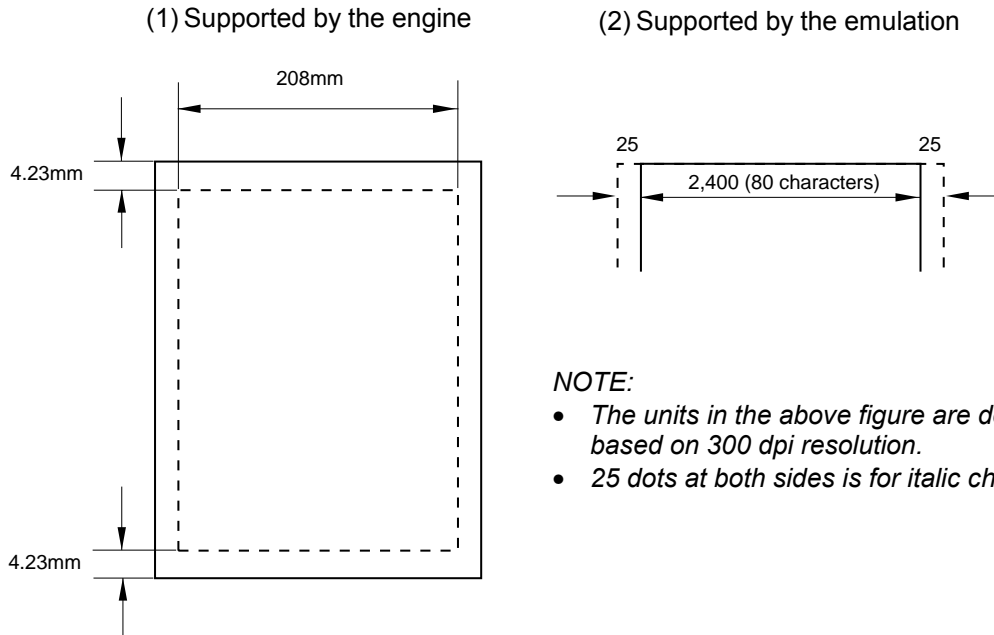 (1) Supported by the engine
208mm
4.23mm
4.23mm
(2) Supported by the emulation
25 25
2,400 (80 characters)
NOTE:
• The units in the above figure are
based on 300 dpi resolution.
• 25 dots at both sides is for italic